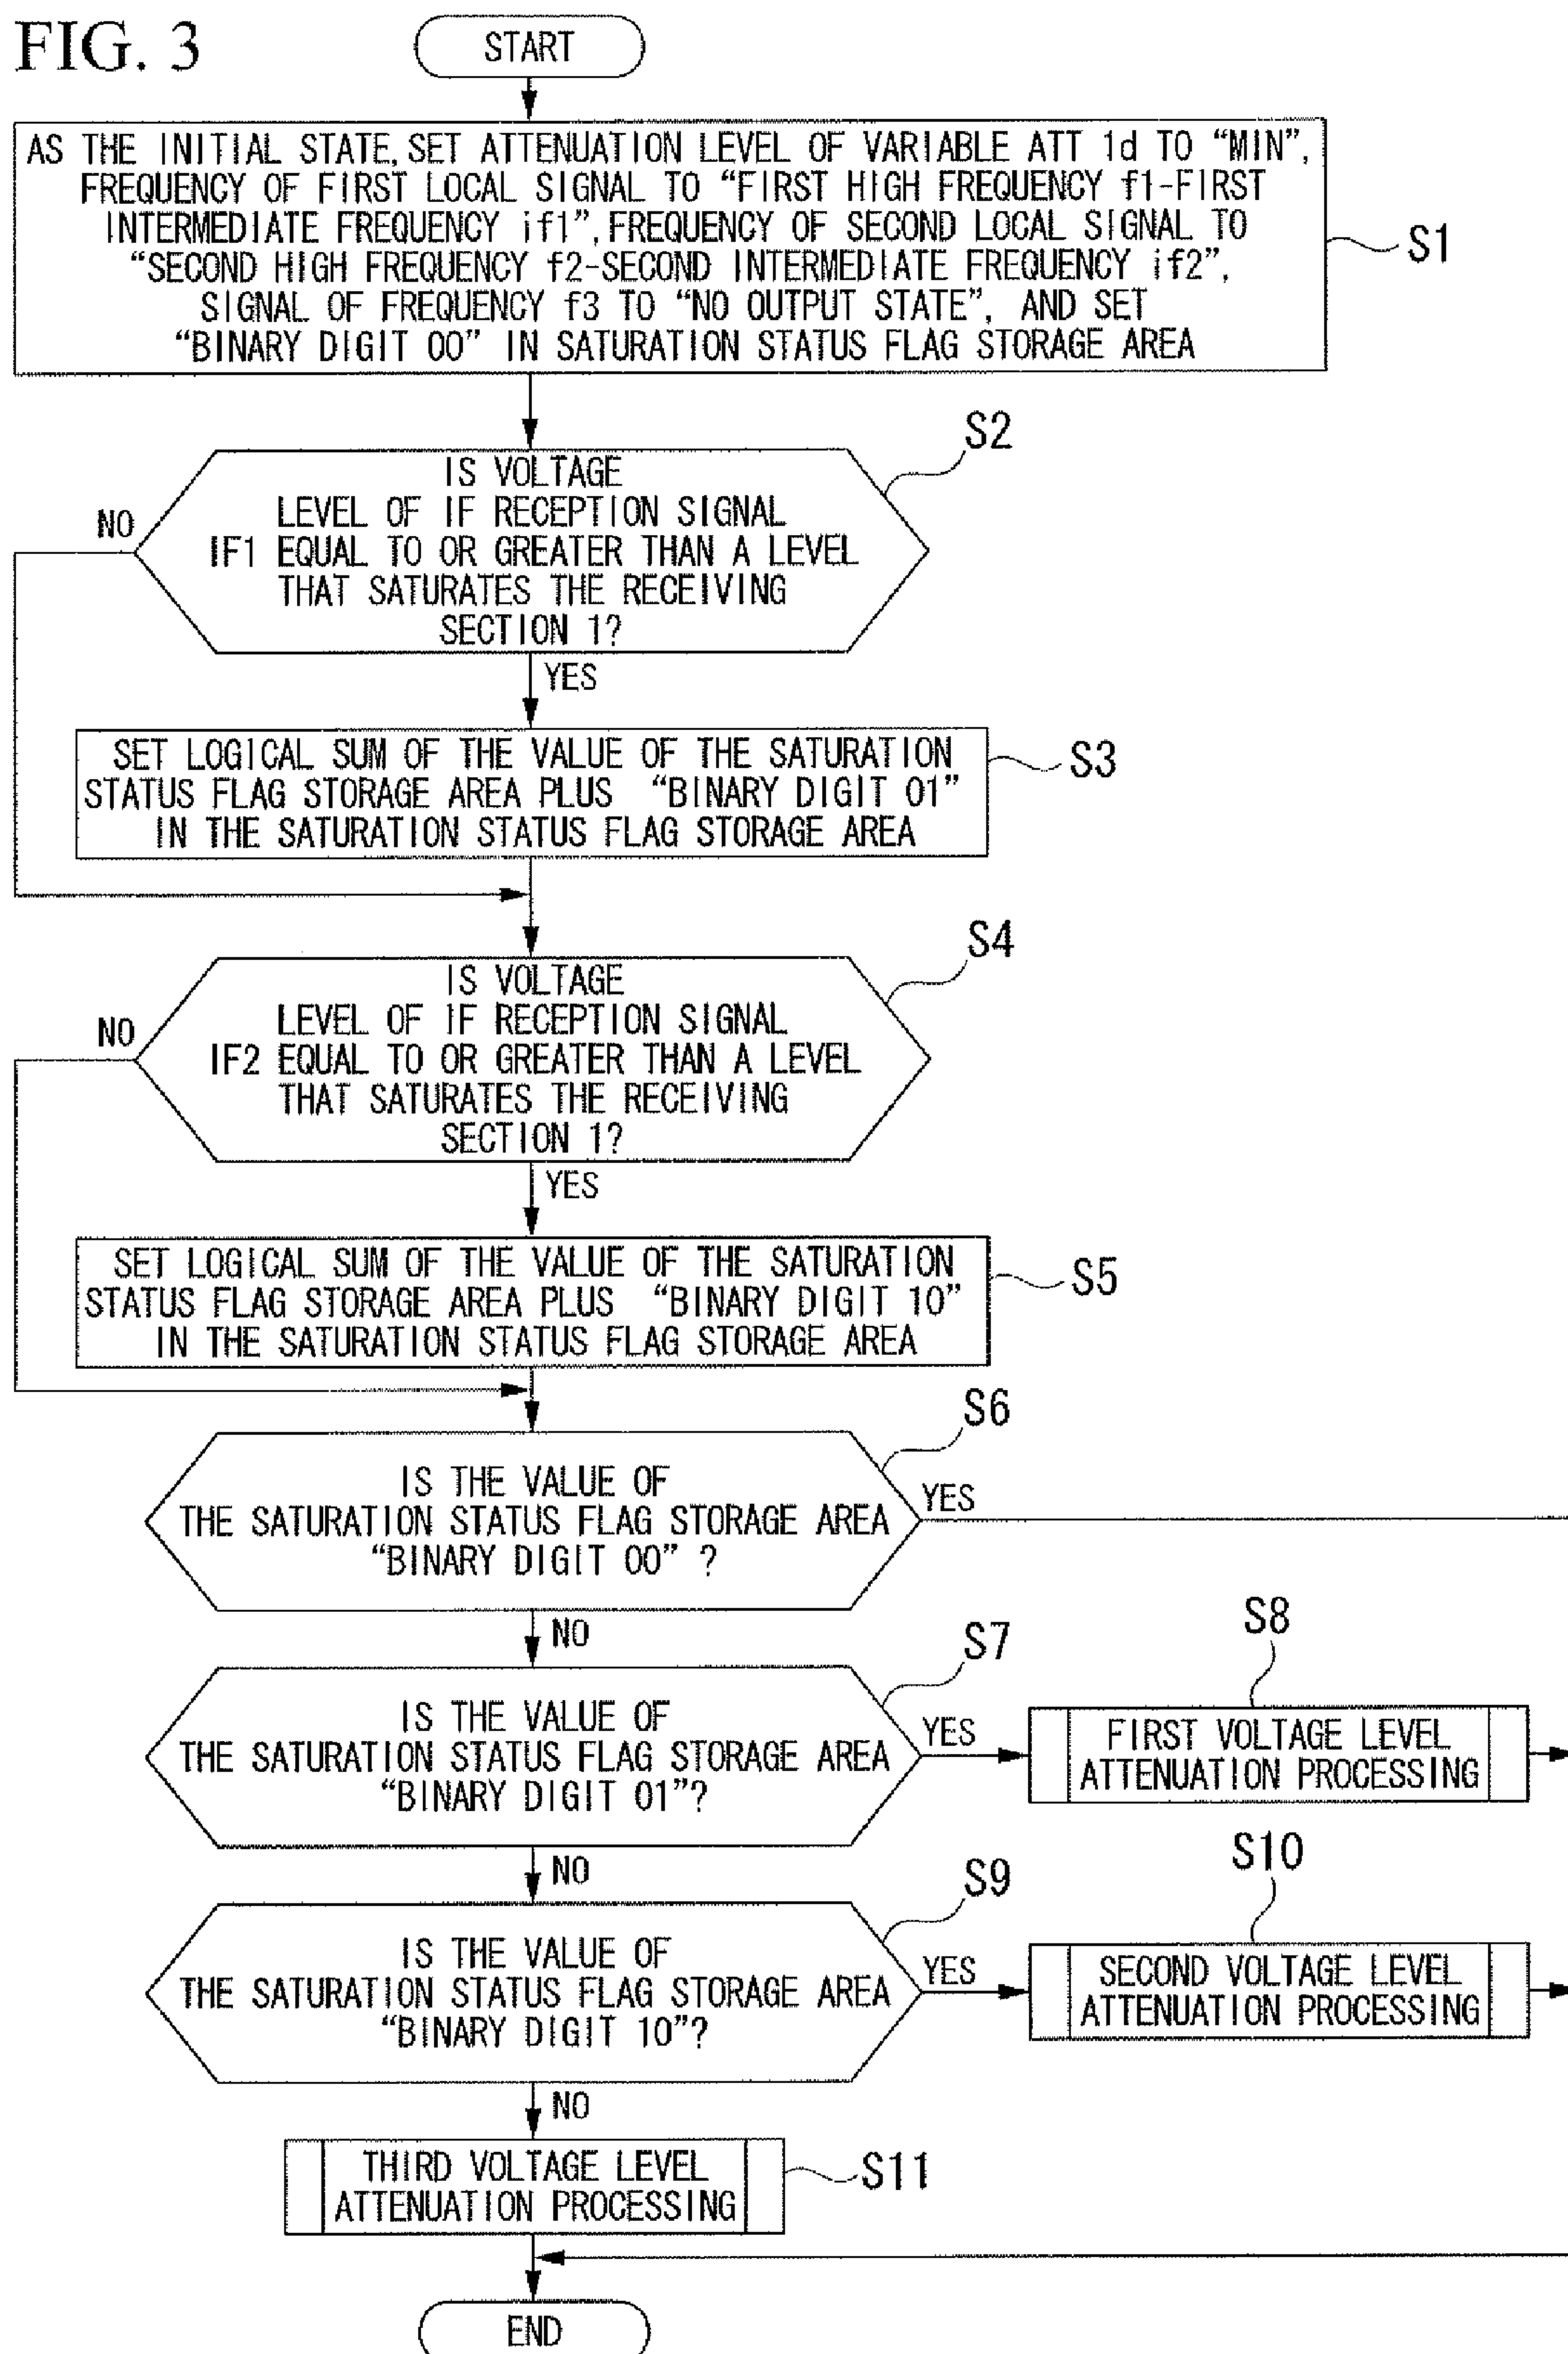 FIG. 3
START
AS THE INITIAL STATE, SET ATTENUATION LEVEL OF VARIABLE ATT 1d TO “MIN”,
FREQUENCY OF FIRST LOCAL SIGNAL TO “FIRST HIGH FREQUENCY f1-FIRST
INTERMEDIATE FREQUENCY if1”, FREQUENCY OF SECOND LOCAL SIGNAL TO
“SECOND HIGH FREQUENCY f2-SECOND INTERMEDIATE FREQUENCY if2”,
SIGNAL OF FREQUENCY f3 TO “NO OUTPUT STATE”, AND SET
“BINARY DIGIT 00” IN SATURATION STATUS FLAG STORAGE AREA
S1
S2
IS VOLTAGE
LEVEL OF IF RECEPTION SIGNAL
IF1 EQUAL TO OR GREATER THAN A LEVEL
THAT SATURATES THE RECEIVING
SECTION 1?
NO
YES
SET LOGICAL SUM OF THE VALUE OF THE SATURATION
STATUS FLAG STORAGE AREA PLUS “BINARY DIGIT 01”
IN THE SATURATION STATUS FLAG STORAGE AREA
S3
S4
IS VOLTAGE
LEVEL OF IF RECEPTION SIGNAL
IF2 EQUAL TO OR GREATER THAN A LEVEL
THAT SATURATES THE RECEIVING
SECTION 1?
NO
YES
SET LOGICAL SUM OF THE VALUE OF THE SATURATION
STATUS FLAG STORAGE AREA PLUS “BINARY DIGIT 10”
IN THE SATURATION STATUS FLAG STORAGE AREA
S5
S6
IS THE VALUE OF
THE SATURATION STATUS FLAG STORAGE AREA
“BINARY DIGIT 00” ?
YES
NO
S7
IS THE VALUE OF
THE SATURATION STATUS FLAG STORAGE AREA
“BINARY DIGIT 01”?
YES
S8
FIRST VOLTAGE LEVEL
ATTENUATION PROCESSING
NO
S9
IS THE VALUE OF
THE SATURATION STATUS FLAG STORAGE AREA
“BINARY DIGIT 10”?
YES
S10
SECOND VOLTAGE LEVEL
ATTENUATION PROCESSING
NO
THIRD VOLTAGE LEVEL
ATTENUATION PROCESSING
S11
END